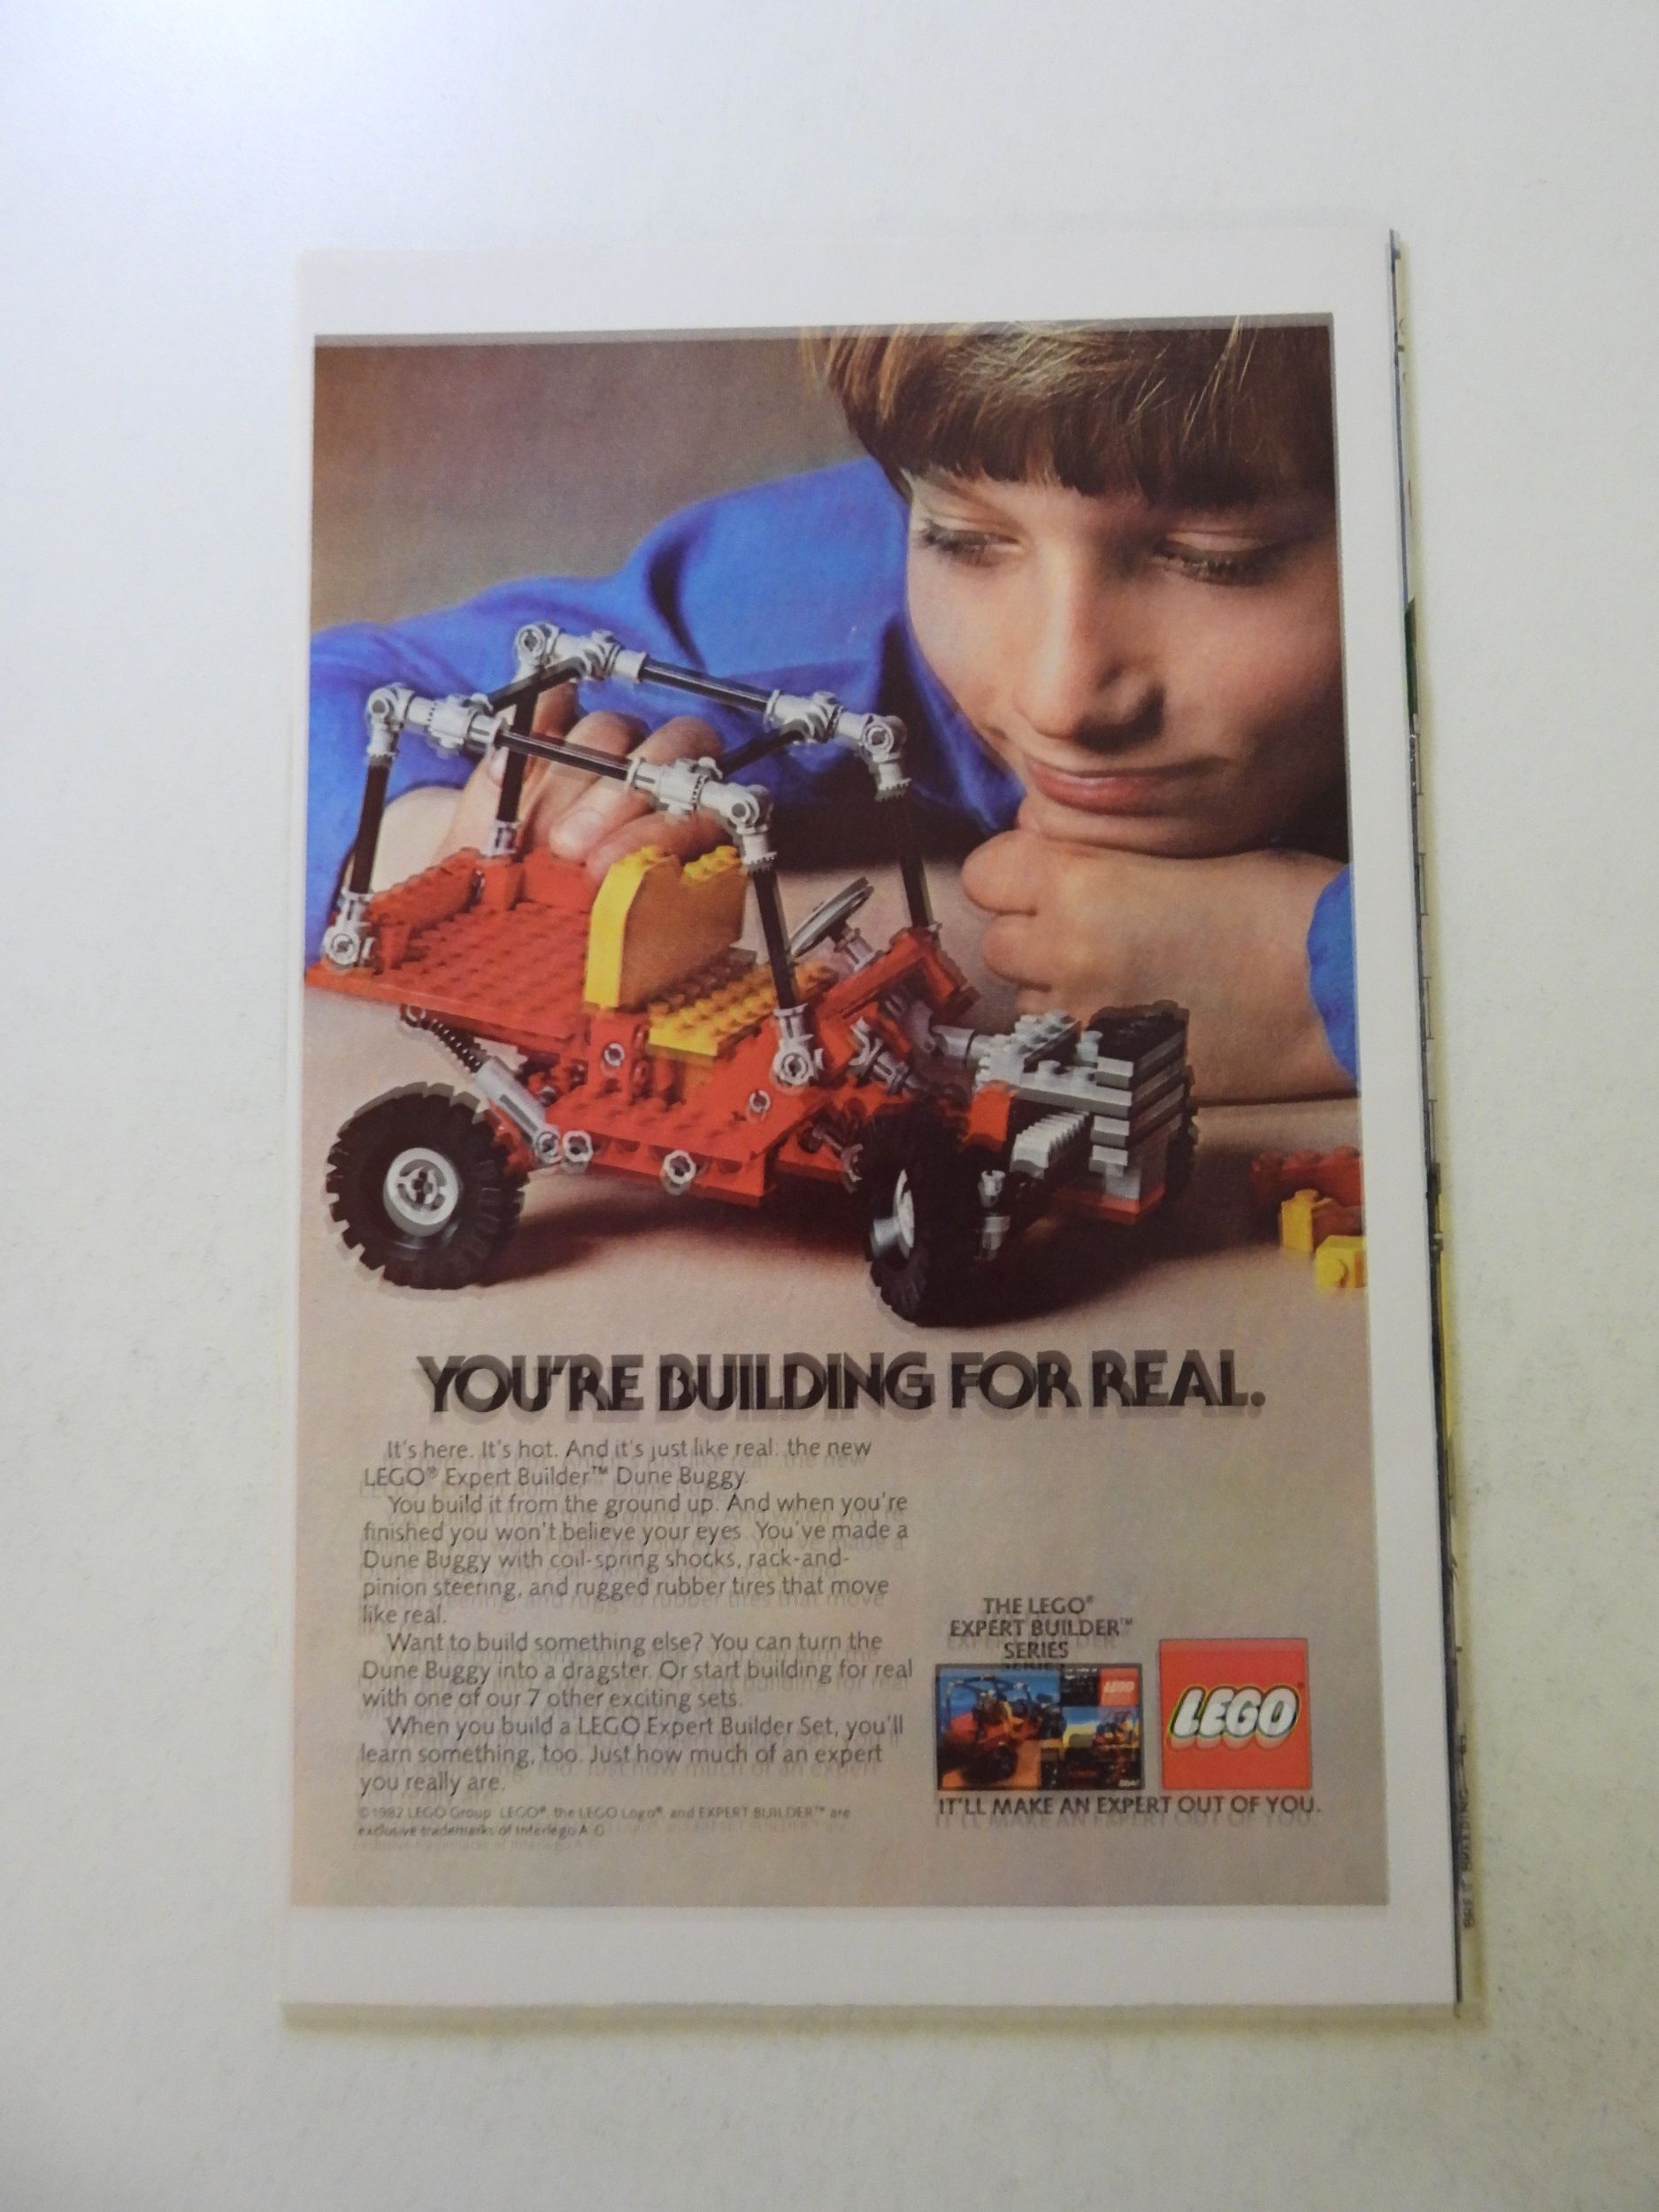 YOU'RE BUILDING FOR REAL.
It's here. It's hot. And it's just like real: the new
LEGO® Expert Builder™ Dune Buggy.
You build it from the ground up. And when you're
finished you won't believe your eyes. You've made a
Dune Buggy with coil-spring shocks, rack-and-
pinion steering, and rugged rubber tires that move
like real.
Want to build something else? You can turn the
Dune Buggy into a dragster. Or start building for real
with one of our 7 other exciting sets.
When you build a LEGO Expert Builder Set, you'll
learn something, too. Just how much of an expert
you really are.
©1982 LEGO Group. LEGO®, the LEGO Logo®, and EXPERT BUILDER™ are
exclusive trademarks of Interlego A.G.
THE LEGO®
EXPERT BUILDER™
SERIES
LEGO
LEGO®
IT'LL MAKE AN EXPERT OUT OF YOU.